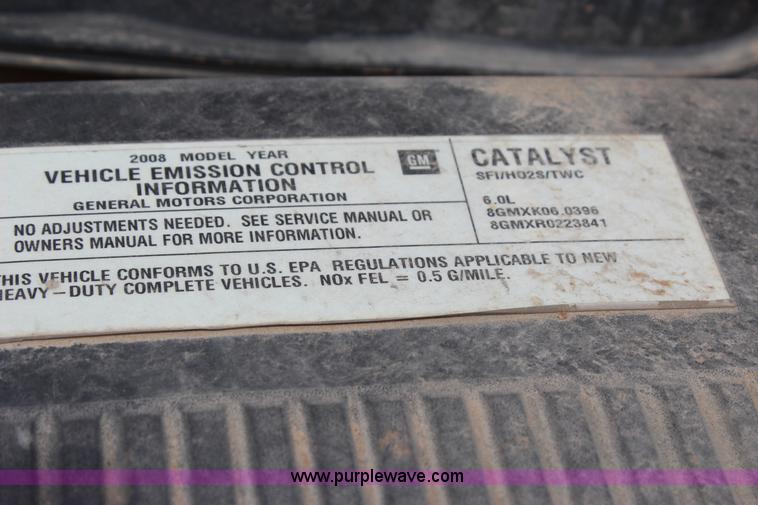 2008 MODEL YEAR
VEHICLE EMISSION CONTROL
INFORMATION
GENERAL MOTORS CORPORATION
GM
NO ADJUSTMENTS NEEDED. SEE SERVICE MANUAL OR
OWNERS MANUAL FOR MORE INFORMATION.
CATALYST
SFI/HO2S/TWC
6.0L
8GMXK06.0396
8GMXR0223841
THIS VEHICLE CONFORMS TO U.S. EPA REGULATIONS APPLICABLE TO NEW
HEAVY-DUTY COMPLETE VEHICLES. NOx FEL = 0.5 G/MILE.
www.purplewave.com